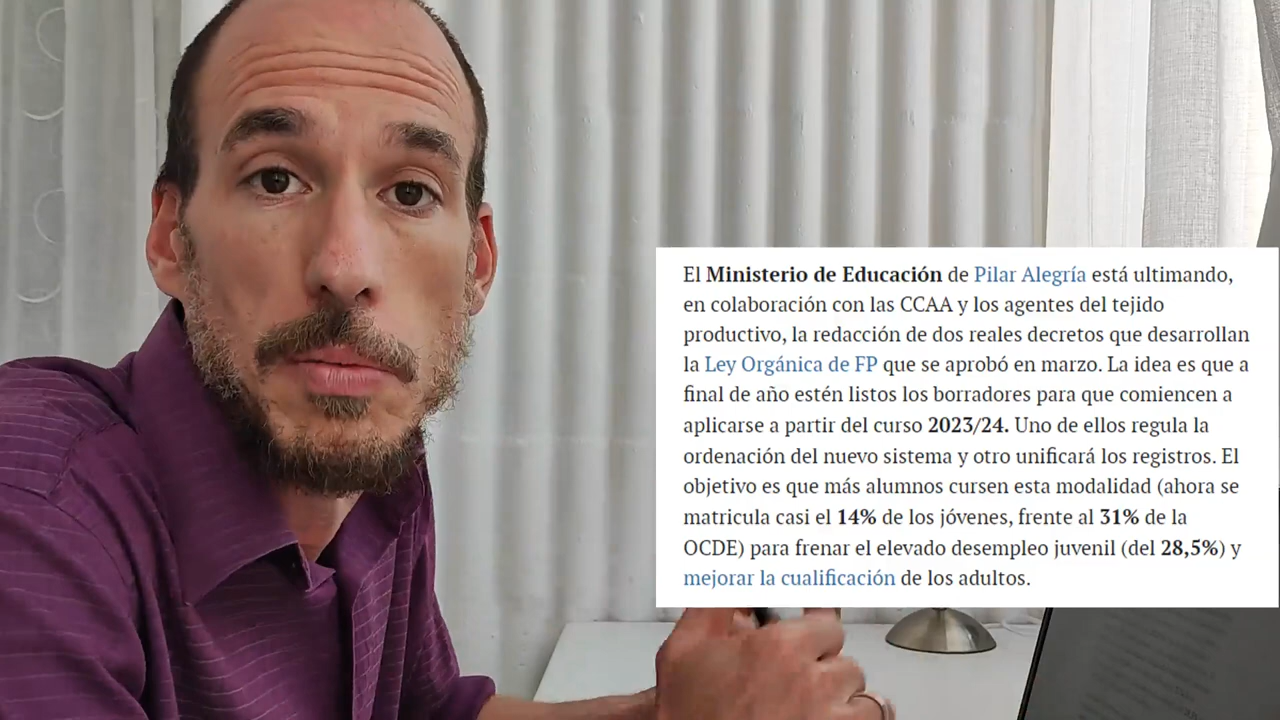 El Ministerio de Educación de Pilar Alegría está ultimando,
en colaboración con las CCAA y los agentes del tejido
productivo, la redacción de dos reales decretos que desarrollan
la Ley Orgánica de FP que se aprobó en marzo. La idea es que a
final de año estén listos los borradores para que comiencen a
aplicarse a partir del curso 2023/24. Uno de ellos regula la
ordenación del nuevo sistema y otro unificará los registros. El
objetivo es que más alumnos cursen esta modalidad (ahora se
matricula casi el 14% de los jóvenes, frente al 31% de la
OCDE) para frenar el elevado desempleo juvenil (del 28,5%) y
mejorar la cualificación de los adultos.